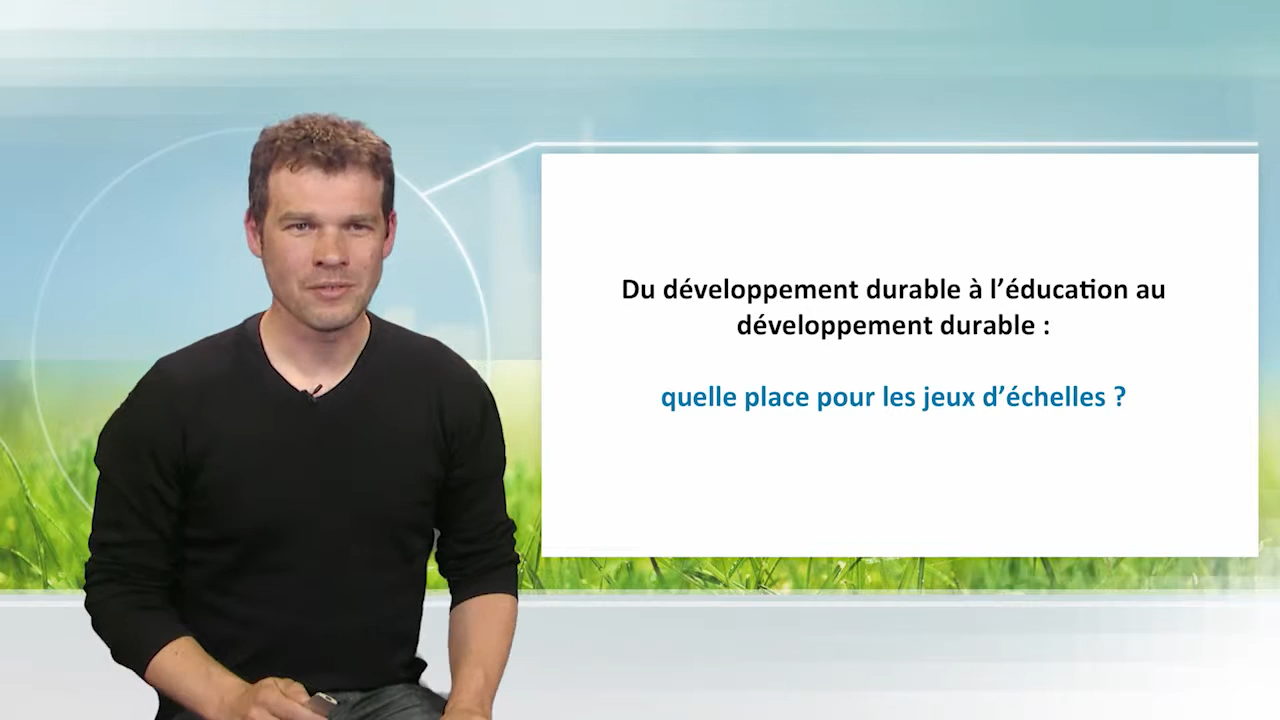 Du développement durable à l’éducation au
développement durable :
quelle place pour les jeux d’échelles ?